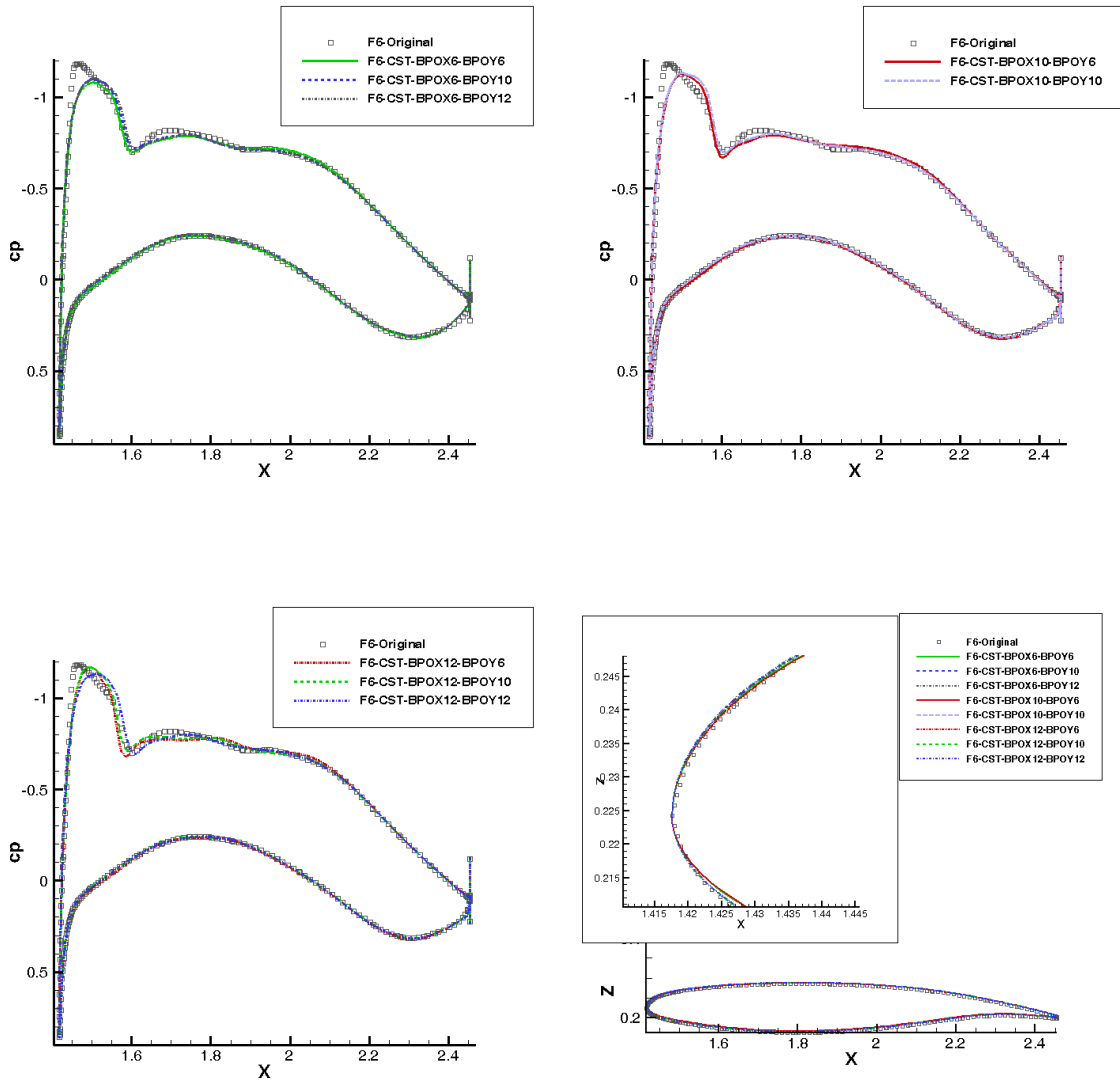 F6-Original
F6-CST-BPOX6-BPOY6
F6-CST-BPOX6-BPOY10
F6-CST-BPOX6-BPOY12
-1
-0.5
0
0.5
cp
1.6
1.8
2
2.2
2.4
X
F6-Original
F6-CST-BPOX10-BPOY6
F6-CST-BPOX10-BPOY10
-1
-0.5
0
0.5
cp
1.6
1.8
2
2.2
2.4
X
F6-Original
F6-CST-BPOX12-BPOY6
F6-CST-BPOX12-BPOY10
F6-CST-BPOX12-BPOY12
-1
-0.5
0
0.5
cp
1.6
1.8
2
2.2
2.4
X
F6-Original
F6-CST-BPOX6-BPOY6
F6-CST-BPOX6-BPOY10
F6-CST-BPOX6-BPOY12
F6-CST-BPOX10-BPOY6
F6-CST-BPOX10-BPOY10
F6-CST-BPOX12-BPOY6
F6-CST-BPOX12-BPOY10
F6-CST-BPOX12-BPOY12
0.245
0.24
0.235
0.23
Z
0.225
0.22
0.215
1.415
1.42
1.425
1.43
1.435
1.44
1.445
X
Z
0.2
1.6
1.8
2
2.2
2.4
X